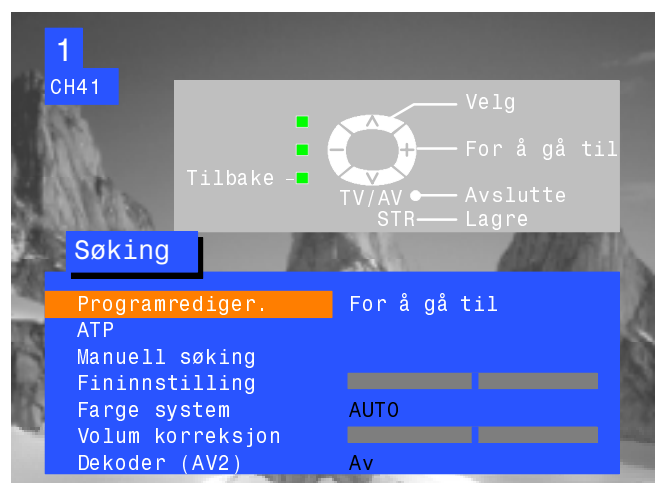 1
CH41
Velg
For å gå til
Tilbake
TV/AV Avslutte
STR Lagre
Søking
Programrediger. For å gå til
ATP
Manuell søking
Fininnstilling
Farge system AUTO
Volum korreksjon
Dekoder (AV2) Av